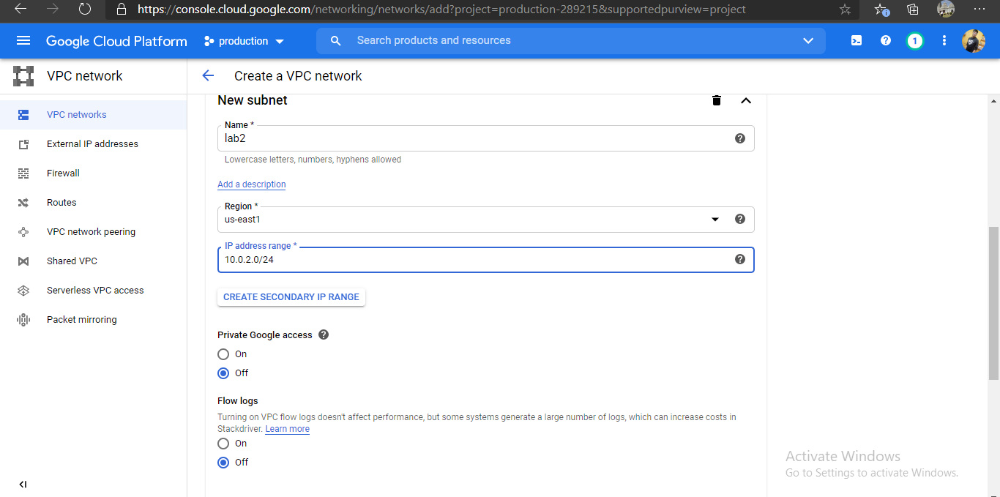 https://console.cloud.google.com/networking/networks/add?project=production-289215&supportedpurview=project
Google Cloud Platform
production
Search products and resources
1
VPC network
Create a VPC network
VPC networks
External IP addresses
Firewall
Routes
VPC network peering
Shared VPC
Serverless VPC access
Packet mirroring
New subnet
Name *
lab2
Lowercase letters, numbers, hyphens allowed
Add a description
Region *
us-east1
IP address range *
10.0.2.0/24
CREATE SECONDARY IP RANGE
Private Google access
On
Off
Flow logs
Turning on VPC flow logs doesn't affect performance, but some systems generate a large number of logs, which can increase costs in
Stackdriver. Learn more
On
Off
Activate Windows
Go to Settings to activate Windows.